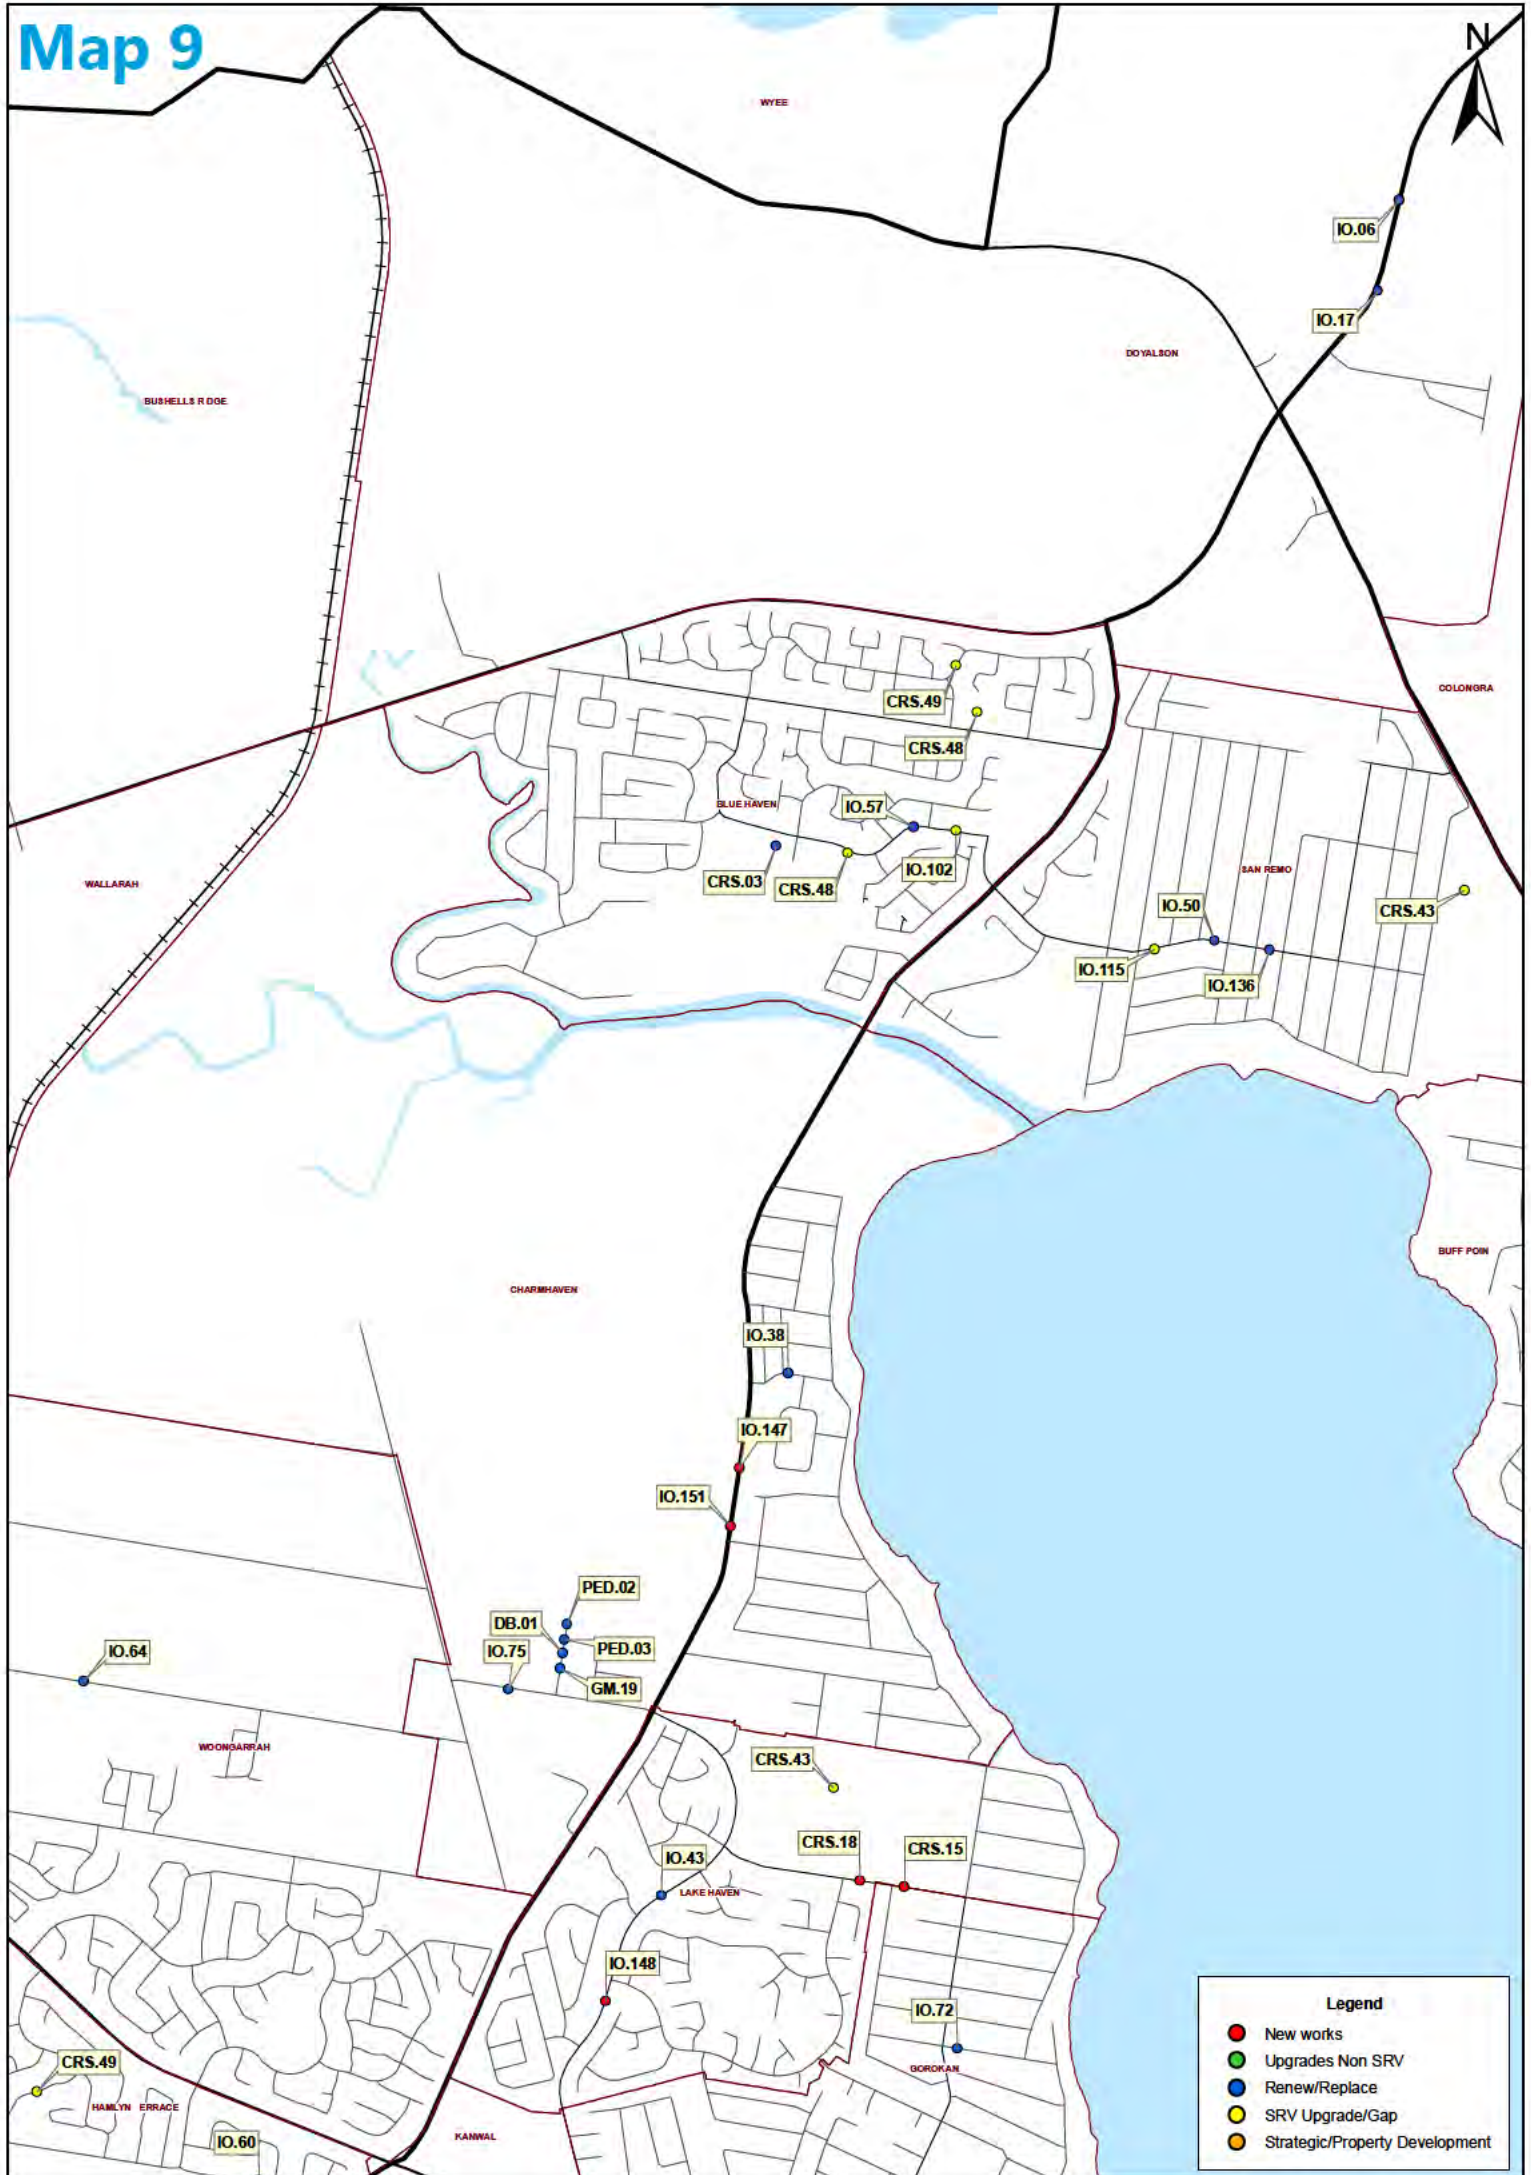 Map 9
N
WYEE
IO.06
IO.17
DOYALSON
BUSHELLS R DGE
COLONGRA
CRS.49
CRS.48
BLUE HAVEN
IO.57
CRS.03
CRS.48
IO.102
WALLARAH
SAN REMO
IO.50
CRS.43
IO.115
IO.136
BUFF POIN
CHARMHAVEN
IO.38
IO.147
IO.151
PED.02
DB.01
PED.03
IO.75
IO.64
GM.19
WOONGARRAH
CRS.43
CRS.18
CRS.15
IO.43
LAKE HAVEN
IO.148
IO.72
GOROKAN
CRS.49
HAMLYN ERRACE
IO.60
KANWAL
Legend
New works
Upgrades Non SRV
Renew/Replace
SRV Upgrade/Gap
Strategic/Property Development